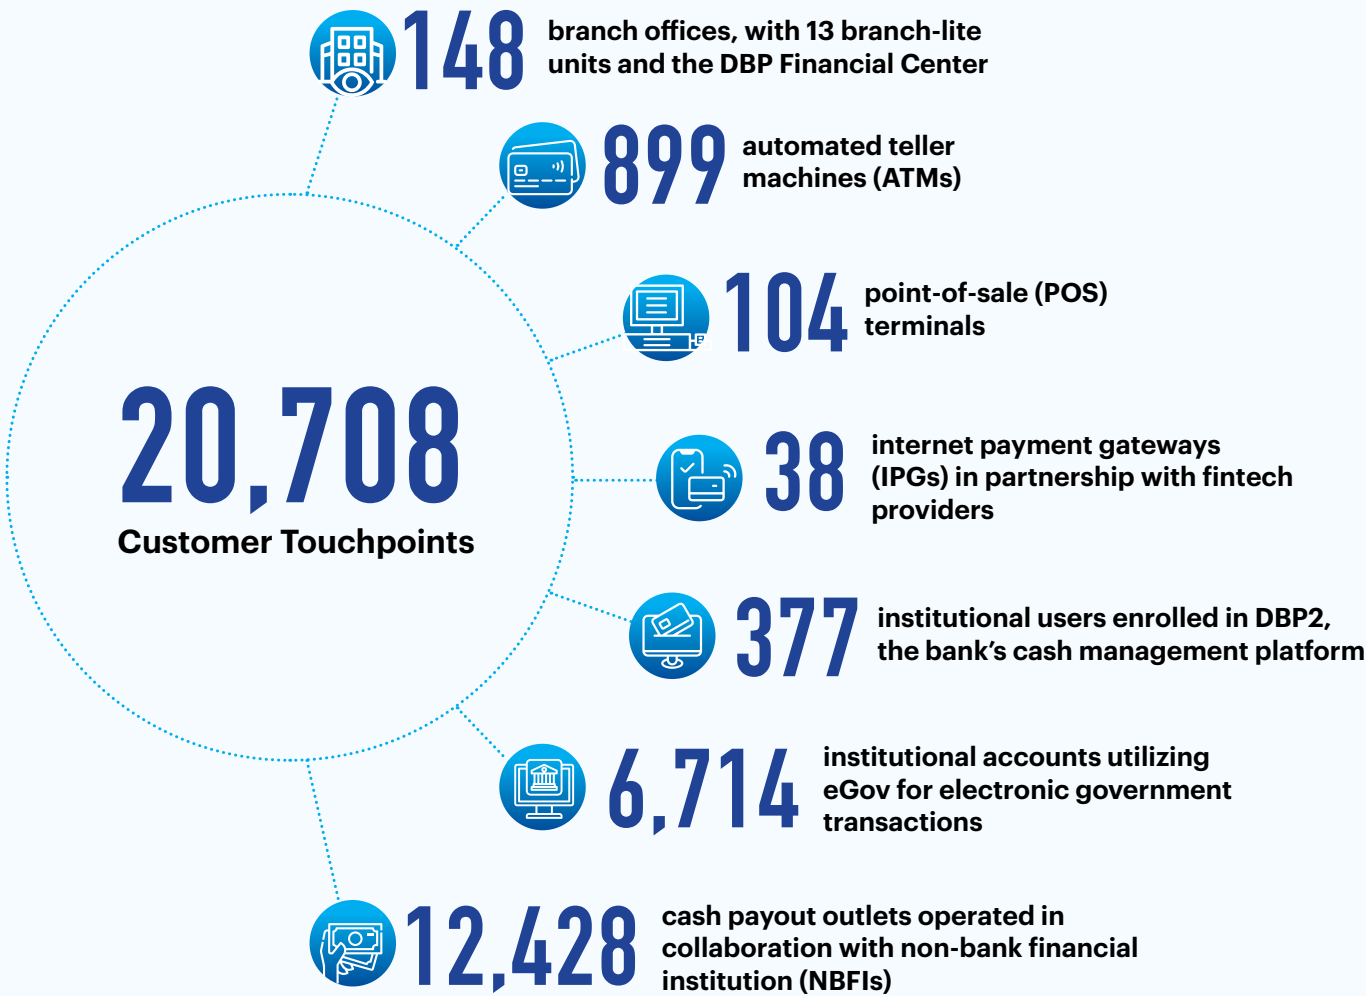 148
branch offices, with 13 branch-lite
units and the DBP Financial Center
899
automated teller
machines (ATMs)
104
point-of-sale (POS)
terminals
20,708
Customer Touchpoints
38
internet payment gateways
(IPGs) in partnership with fintech
providers
377
institutional users enrolled in DBP2,
the bank’s cash management platform
6,714
institutional accounts utilizing
eGov for electronic government
transactions
12,428
cash payout outlets operated in
collaboration with non-bank financial
institution (NBFIs)